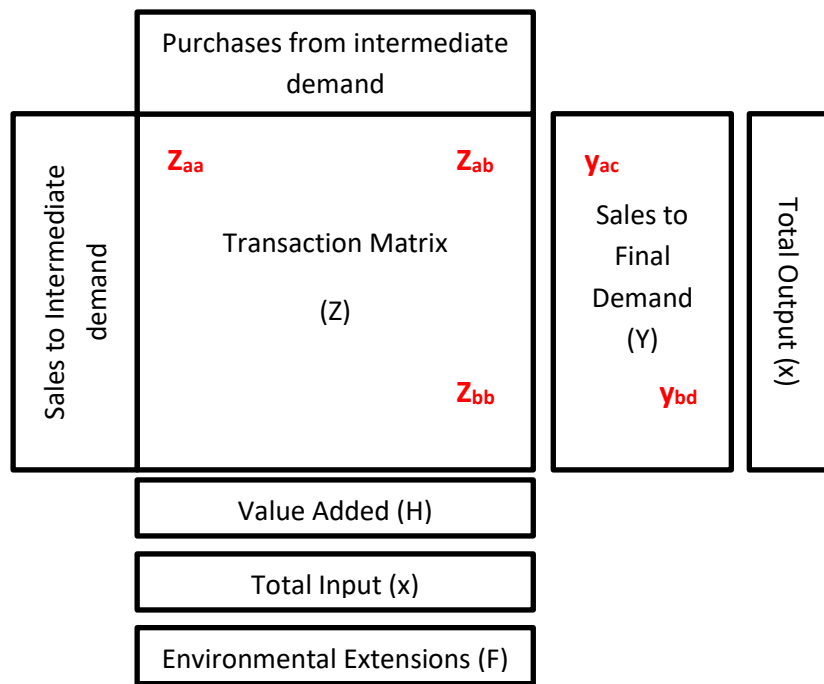 Purchases from intermediate
demand
Sales to Intermediate
demand
Zaa
Zab
Transaction Matrix
(Z)
Zbb
yac
Sales to
Final
Demand
(Y)
ybd
Total Output (x)
Value Added (H)
Total Input (x)
Environmental Extensions (F)